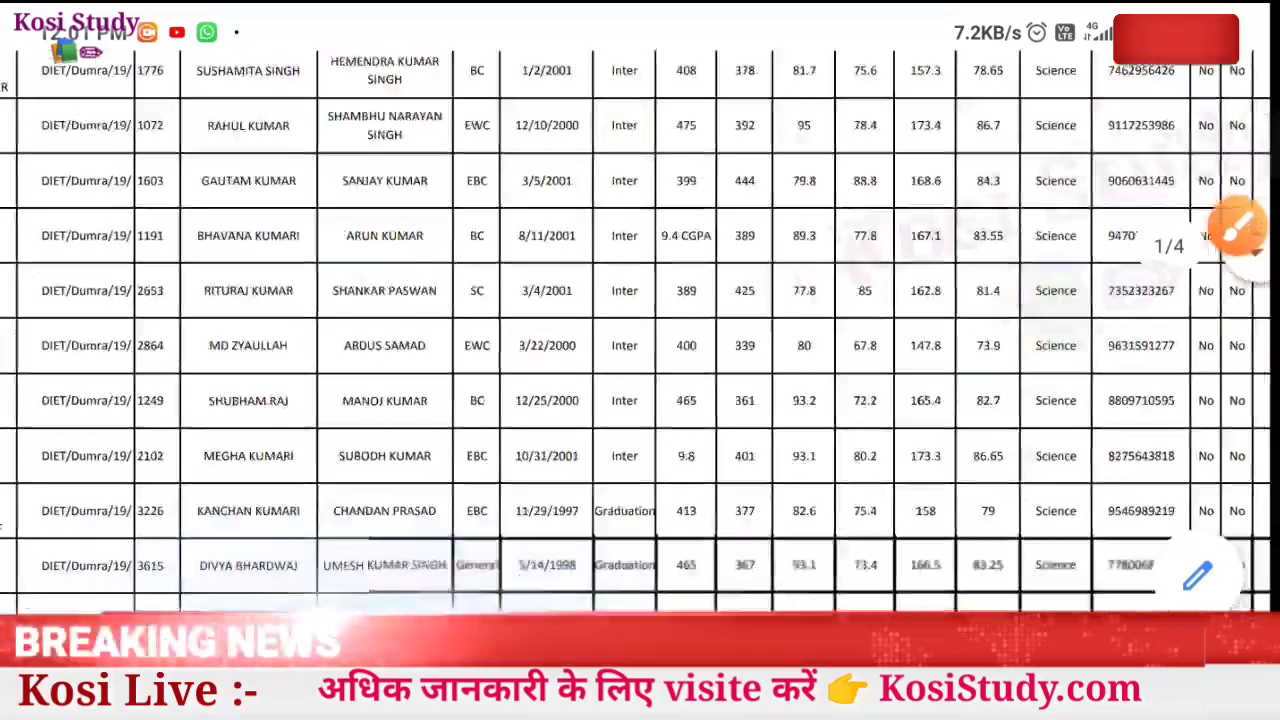 Kosi Study
12:01 PM 7.2KB/s Vo LTE 4G
DIET/Dumra/19/ 1776 SUSHAMITA SINGH HEMENDRA KUMAR SINGH BC 1/2/2001 Inter 408 378 81.7 75.6 157.3 78.65 Science 7462956426 No No
R
DIET/Dumra/19/ 1072 RAHUL KUMAR SHAMBHU NARAYAN SINGH EWC 12/10/2000 Inter 475 392 95 78.4 173.4 86.7 Science 9117253986 No No
DIET/Dumra/19/ 1603 GAUTAM KUMAR SANJAY KUMAR EBC 3/5/2001 Inter 399 444 79.8 88.8 168.6 84.3 Science 9060631445 No No
DIET/Dumra/19/ 1191 BHAVANA KUMARI ARUN KUMAR BC 8/11/2001 Inter 9.4 CGPA 389 89.3 77.8 167.1 83.55 Science 9470
1/4
DIET/Dumra/19/ 2653 RITURAJ KUMAR SHANKAR PASWAN SC 3/4/2001 Inter 389 425 77.8 85 162.8 81.4 Science 7352323267 No No
DIET/Dumra/19/ 2864 MD ZYAULLAH ABDUS SAMAD EWC 3/22/2000 Inter 400 339 80 67.8 147.8 73.9 Science 9631591277 No No
DIET/Dumra/19/ 1249 SHUBHAM RAJ MANOJ KUMAR BC 12/25/2000 Inter 465 361 93.2 72.2 165.4 82.7 Science 8809710595 No No
DIET/Dumra/19/ 2102 MEGHA KUMARI SUBODH KUMAR EBC 10/31/2001 Inter 9.8 401 93.1 80.2 173.3 86.65 Science 8275643818 No No
DIET/Dumra/19/ 3226 KANCHAN KUMARI CHANDAN PRASAD EBC 11/29/1997 Graduation 413 377 82.6 75.4 158 79 Science 9546989219 No No
DIET/Dumra/19/ 3615 DIVYA BHARDWAJ UMESH KUMAR SINGH General 5/14/1998 Graduation 465 367 93.1 73.4 166.5 83.25 Science
BREAKING NEWS
Kosi Live :- अधिक जानकारी के लिए visite करें 👉 KosiStudy.com